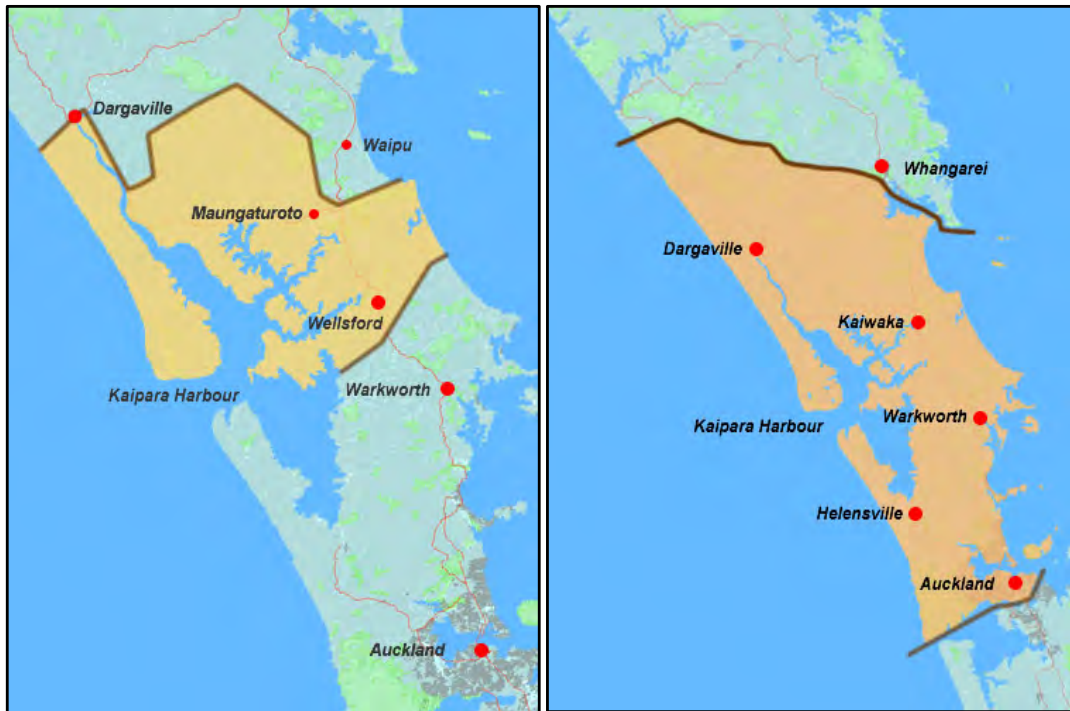 Dargaville
Waipu
Maungaturoto
Wellsford
Kaipara Harbour
Warkworth
Auckland
Whangarei
Dargaville
Kaiwaka
Warkworth
Kaipara Harbour
Helensville
Auckland